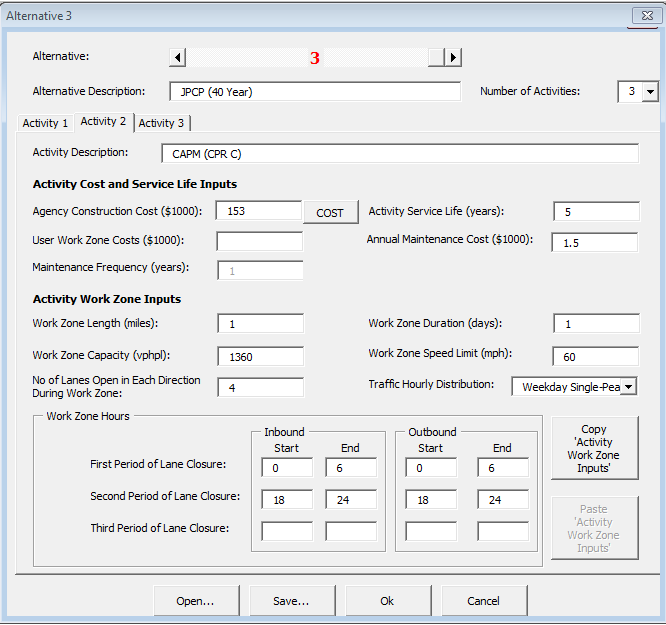 Alternative 3
Alternative: 3
Alternative Description: JPCP (40 Year) Number of Activities: 3
Activity 1 Activity 2 Activity 3
Activity Description: CAPM (CPR C)
Activity Cost and Service Life Inputs
Agency Construction Cost ($1000): 153 COST Activity Service Life (years): 5
User Work Zone Costs ($1000): Annual Maintenance Cost ($1000): 1.5
Maintenance Frequency (years): 1
Activity Work Zone Inputs
Work Zone Length (miles): 1 Work Zone Duration (days): 1
Work Zone Capacity (vphpl): 1360 Work Zone Speed Limit (mph): 60
No of Lanes Open in Each Direction
During Work Zone: 4 Traffic Hourly Distribution: Weekday Single-Pea
Work Zone Hours
Inbound Outbound
Start End Start End
First Period of Lane Closure: 0 6 0 6
Second Period of Lane Closure: 18 24 18 24
Third Period of Lane Closure:
Copy
'Activity
Work Zone
Inputs'
Paste
'Activity
Work Zone
Inputs'
Open... Save... Ok Cancel